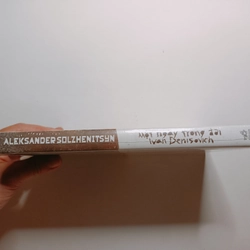 ALEKSANDER SOLZHENITSYN
Một Ngày Trong đời
Ivan Denisovich